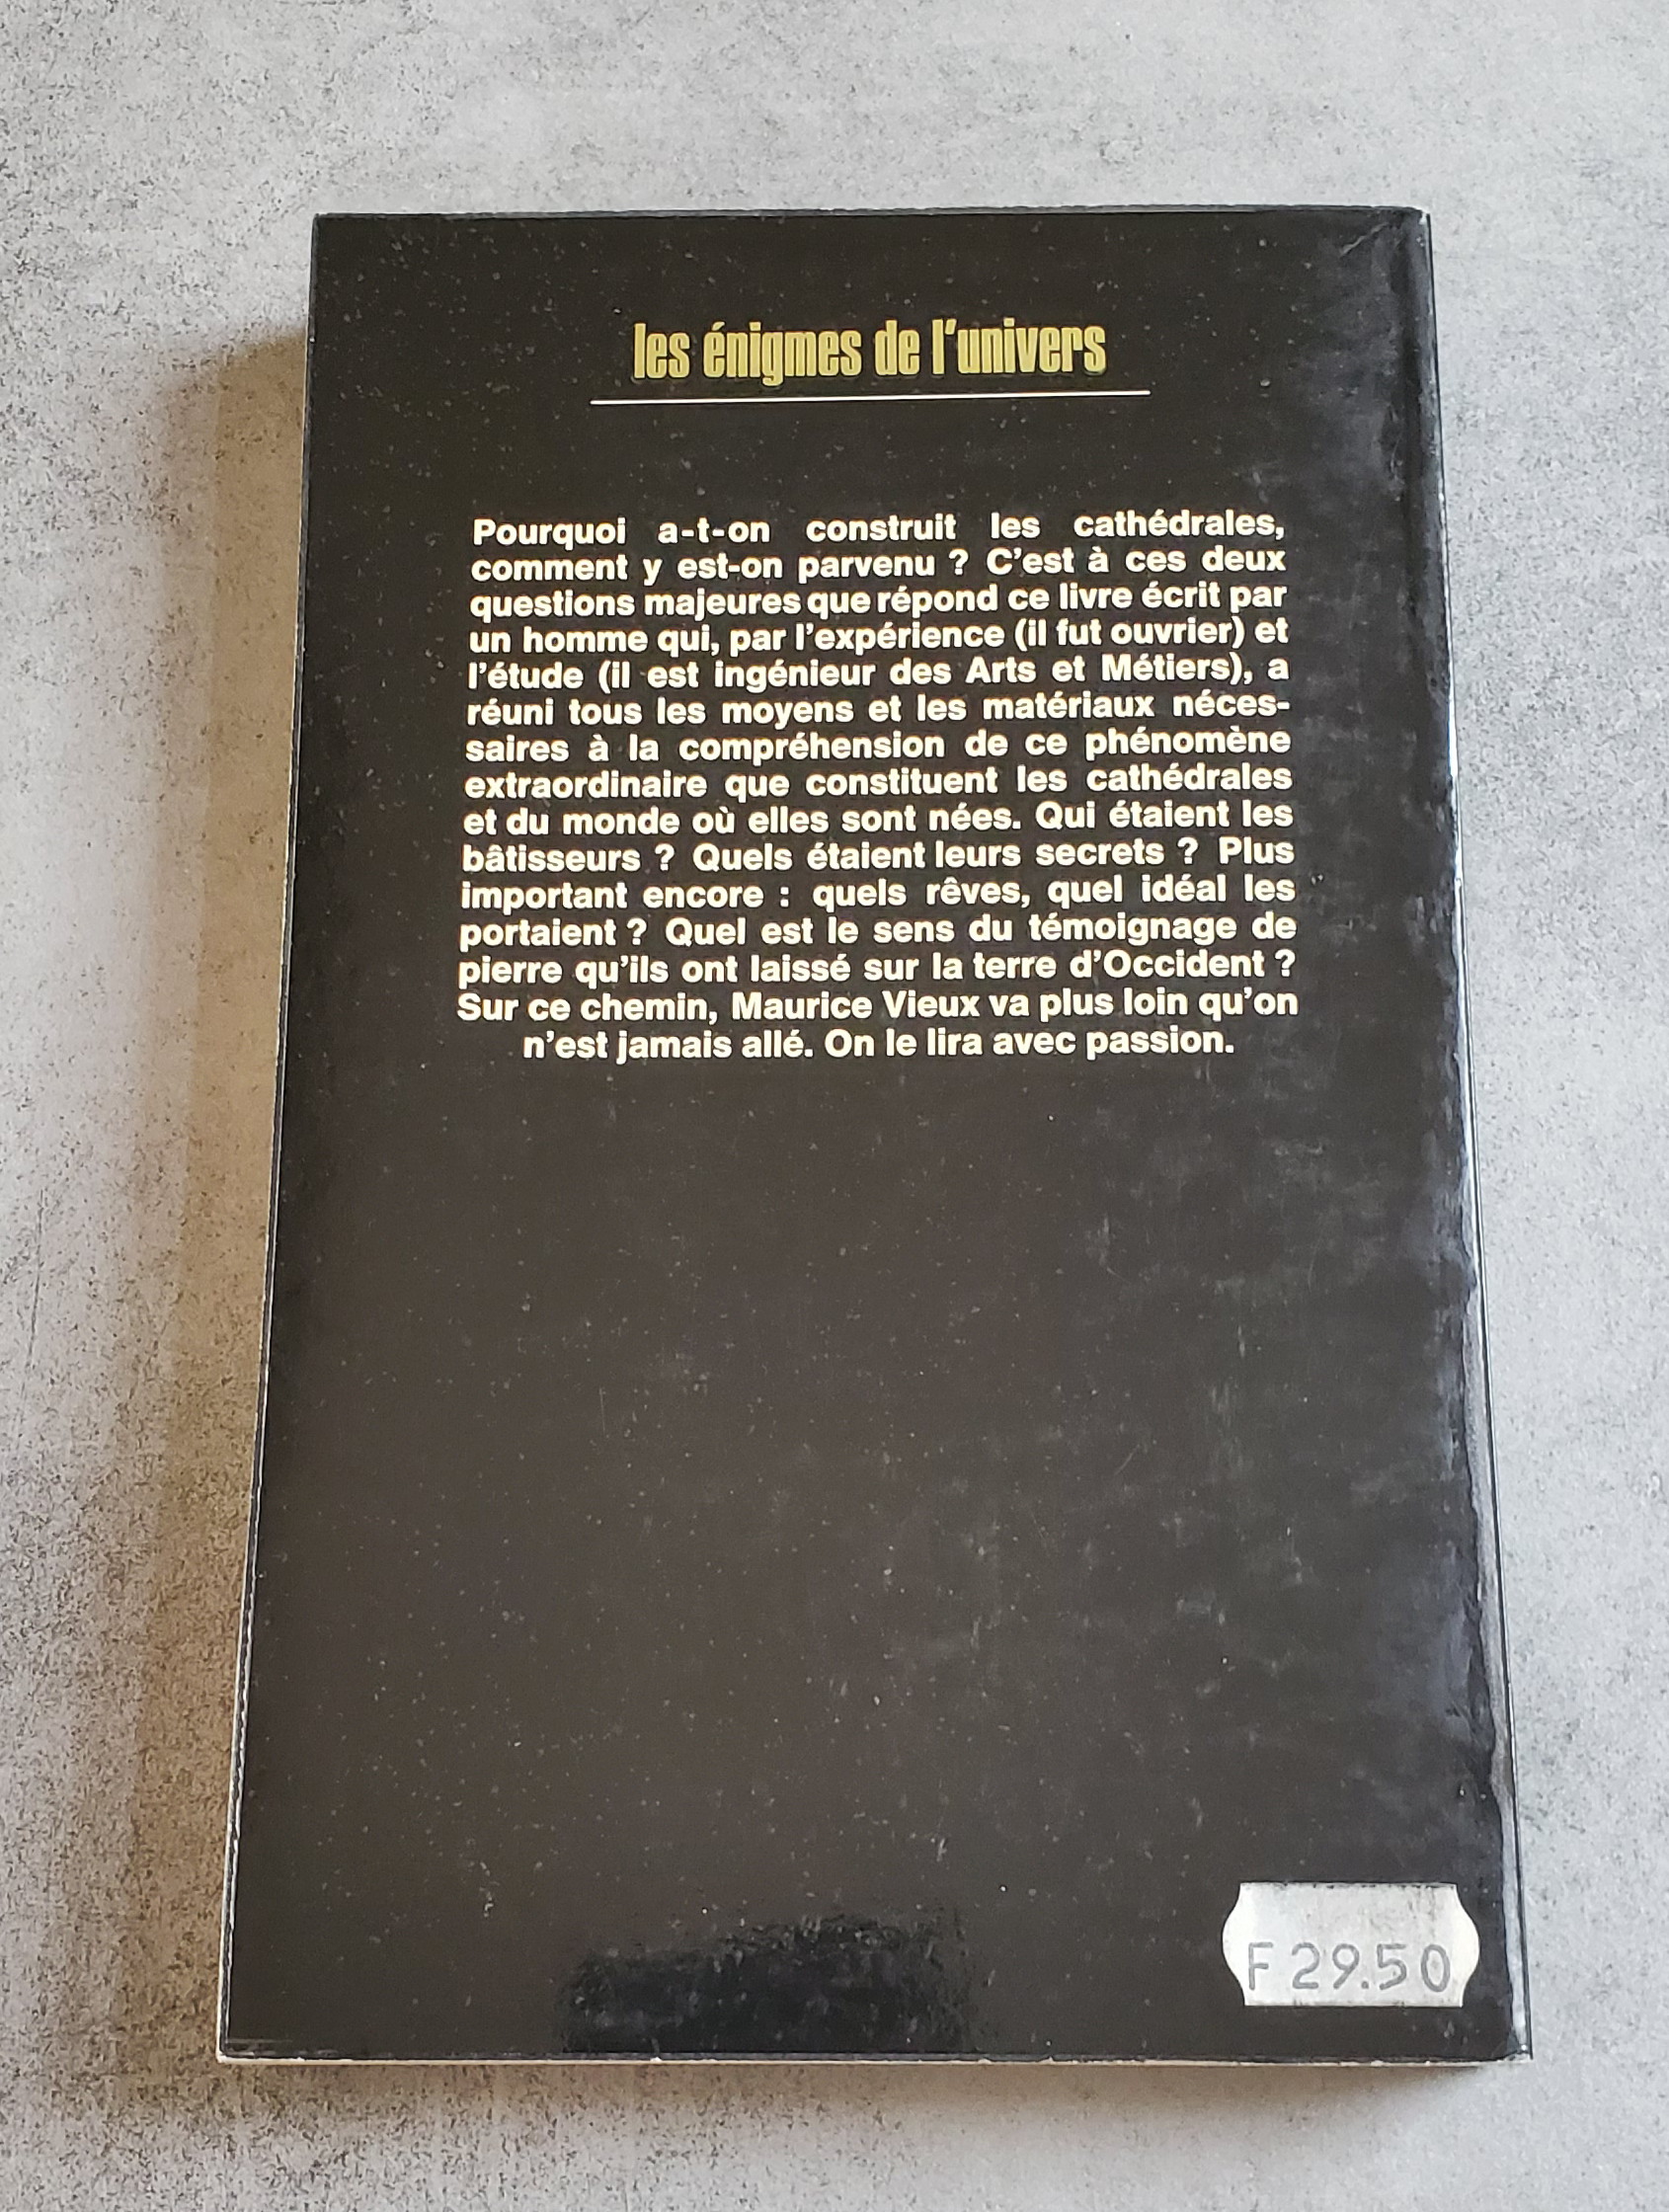 les énigmes de l'univers
Pourquoi a-t-on construit les cathédrales,
comment y est-on parvenu ? C'est à ces deux
questions majeures que répond ce livre écrit par
un homme qui, par l'expérience (il fut ouvrier) et
l'étude (il est ingénieur des Arts et Métiers), a
réuni tous les moyens et les matériaux néces-
saires à la compréhension de ce phénomène
extraordinaire que constituent les cathédrales
et du monde où elles sont nées. Qui étaient les
bâtisseurs ? Quels étaient leurs secrets ? Plus
important encore : quels rêves, quel idéal les
portaient ? Quel est le sens du témoignage de
pierre qu'ils ont laissé sur la terre d'Occident ?
Sur ce chemin, Maurice Vieux va plus loin qu'on
n'est jamais allé. On le lira avec passion.
F 29.50